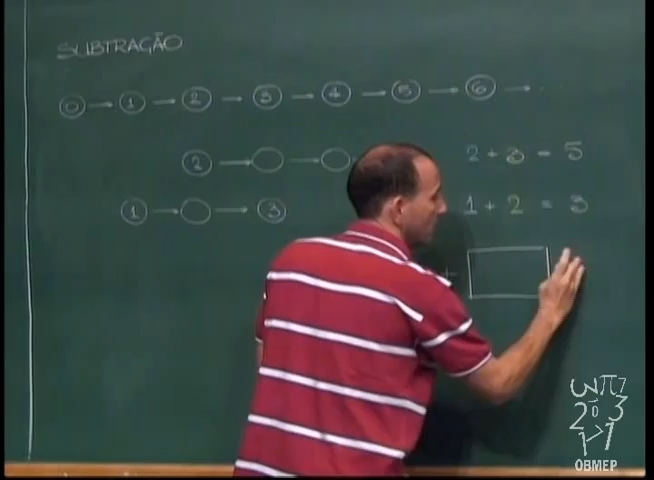 SUBTRAÇÃO
0 → 1 → 2 → 3 → 4 → 5 → 6 → ...
2 → →
2 + 3 = 5
1 → → 3
1 + 2 = 3
+
OBMEP